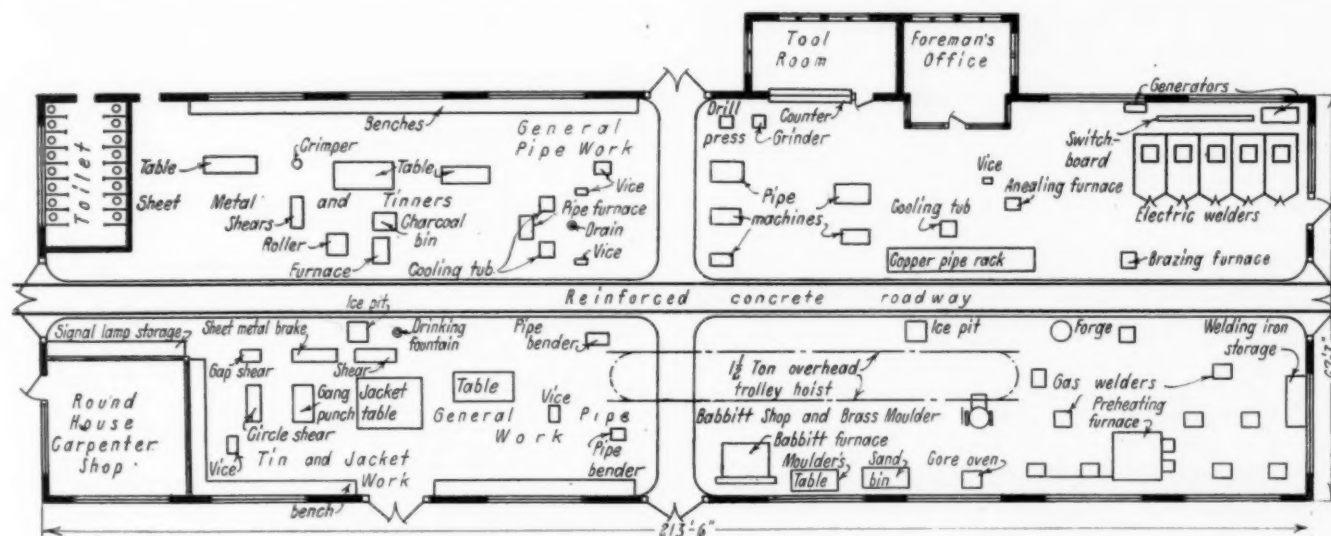 Tool
Room
Foreman's
Office
Generators
Benches
General
Pipe Work
Drill
press
Counter
Grinder
Switch-
board
Toilet
Table
Crimper
Table
Vice
Vice
Anealing furnace
Sheet Metal and Tinners
Shears
Charcoal
bin
Pipe furnace
Drain
Pipe
machines
Cooling tub
Electric welders
Roller
Furnace
Cooling tub
Vice
Copper pipe rack
Brazing furnace
Reinforced concrete roadway
Ice pit
Signal lamp storage
Sheet metal brake
Drinking
fountain
Pipe
bender
Ice pit
Forge
Welding iron
storage
62'3"
Gap shear
Shear
1½ Ton overhead
trolley hoist
Gas welders
Round
House
Carpenter
Shop
Gang
punch
Jacket
table
Table
Vice
General Pipe
Work
Babbitt Shop and Brass Moulder
Preheating
furnace
Circle shear
Babbitt furnace
Vice
Tin and Jacket
Work
Pipe
bender
Moulder's
Table
Sand
bin
Core oven
bench
213'-6"